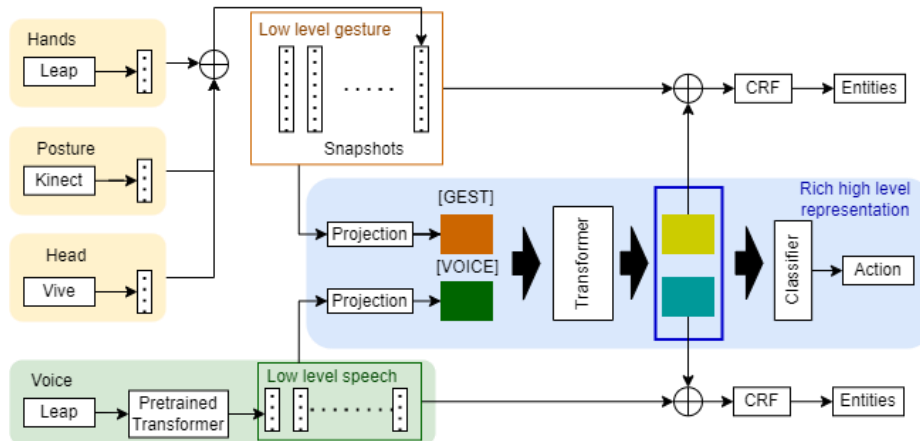 Hands
Leap
Posture
Kinect
Head
Vive
Low level gesture
Snapshots
CRF
Entities
Rich high level
representation
[GEST]
Projection
[VOICE]
Projection
Transformer
Classifier
Action
Voice
Leap
Pretrained
Transformer
Low level speech
CRF
Entities